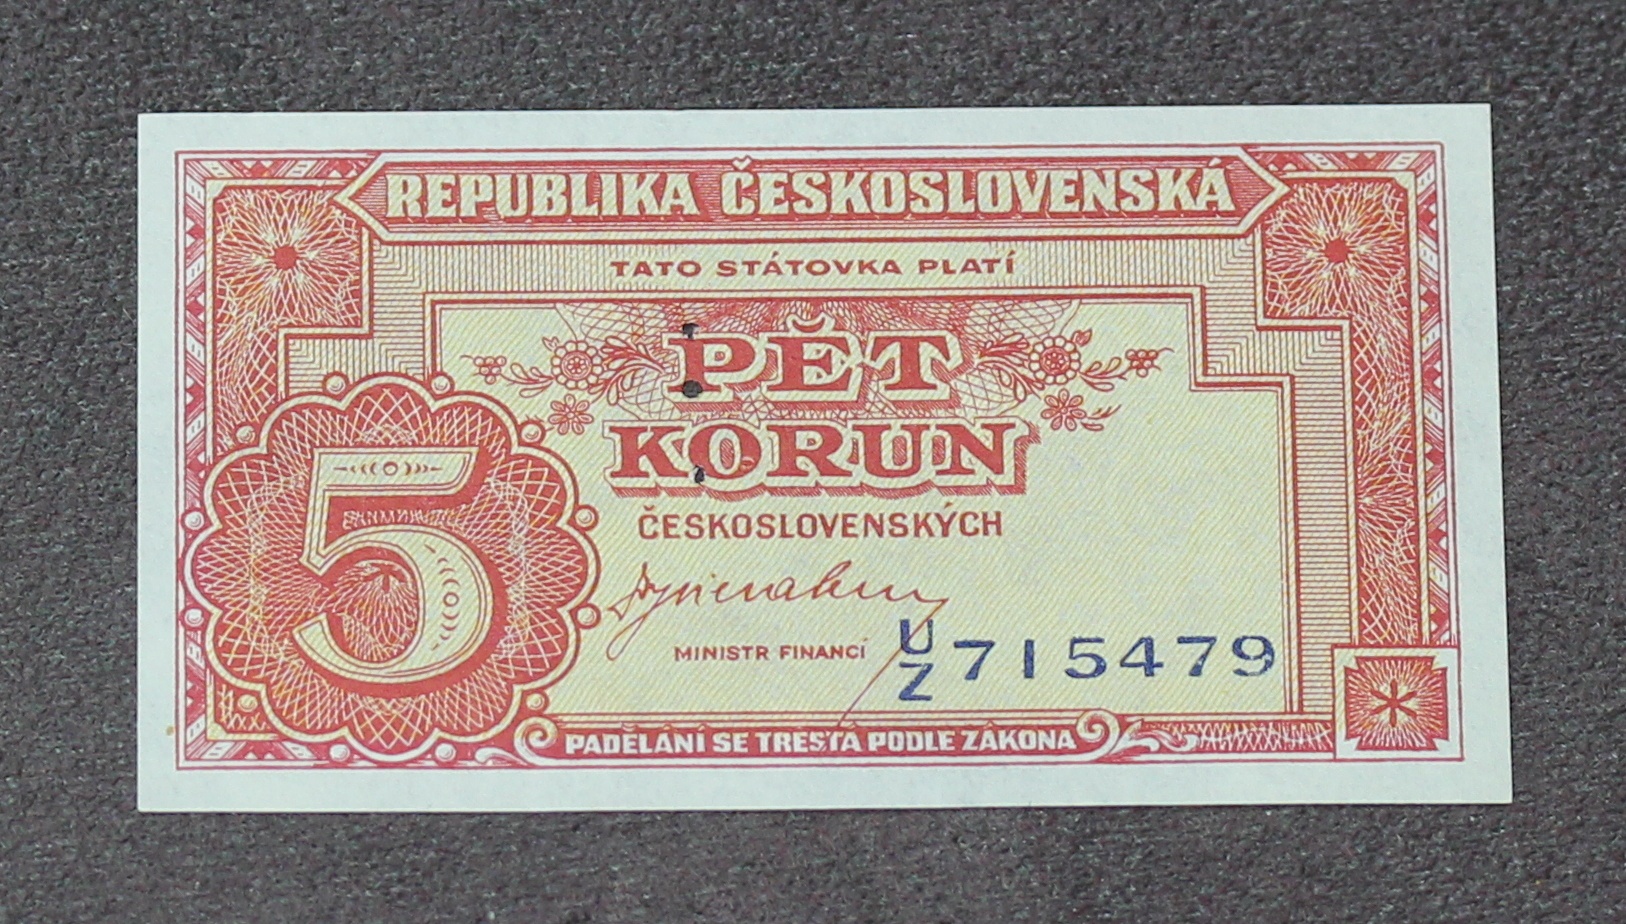 REPUBLIKA ČESKOSLOVENSKÁ
TATO STÁTOVKA PLATÍ
PĚT
KORUN
ČESKOSLOVENSKÝCH
5
MINISTR FINANCÍ
U
Z 715479
PADĚLÁNÍ SE TRESTÁ PODLE ZÁKONA